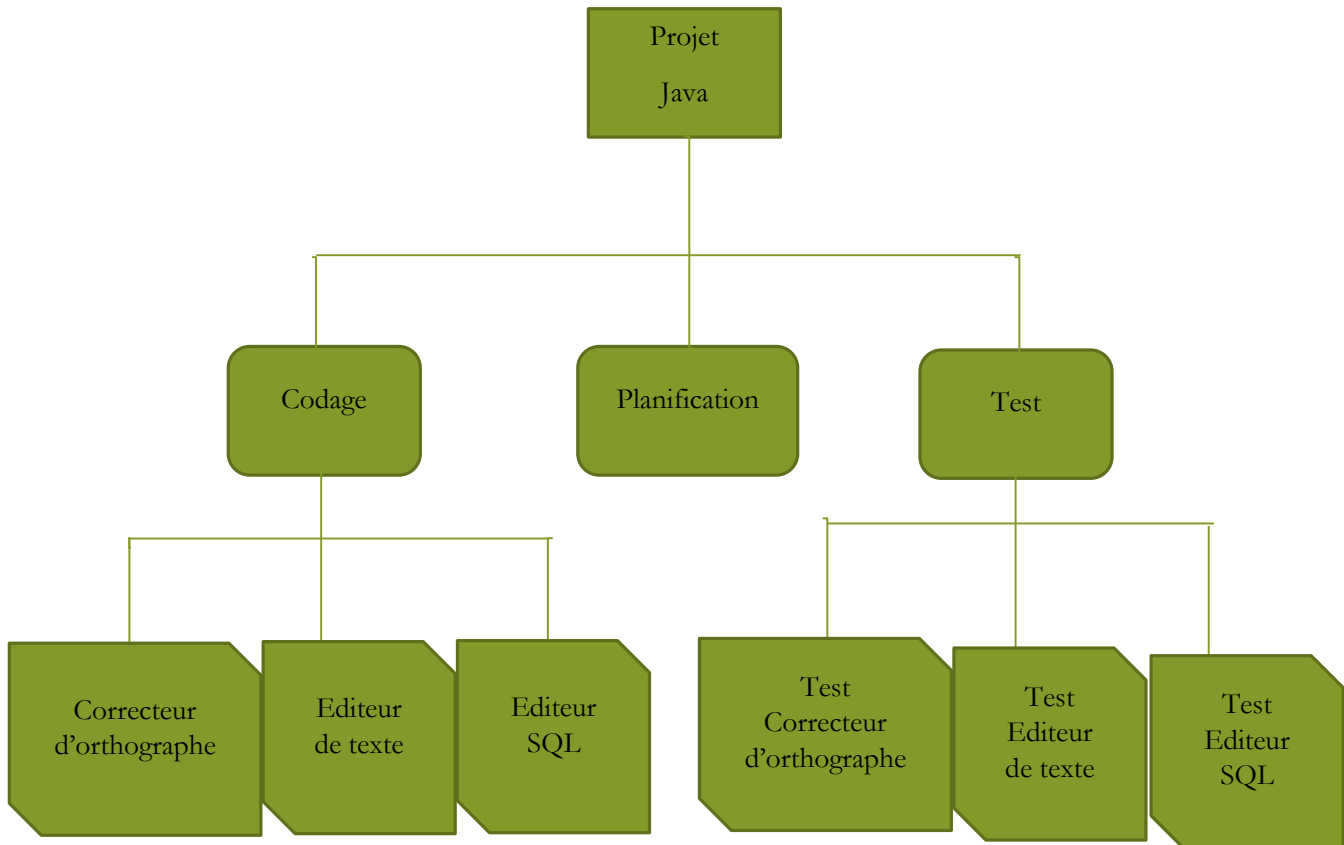 Projet
Java
Codage
Planification
Test
Correcteur
d'orthographe
Editeur
de texte
Editeur
SQL
Test
Correcteur
d'orthographe
Test
Editeur
de texte
Test
Editeur
SQL